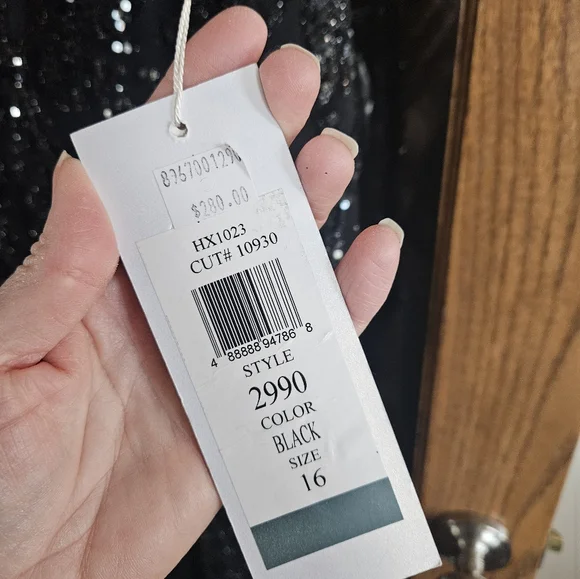 $280.00
HX1023
CUT# 10930
4 88888 94786 8
STYLE
2990
COLOR
BLACK
SIZE
16